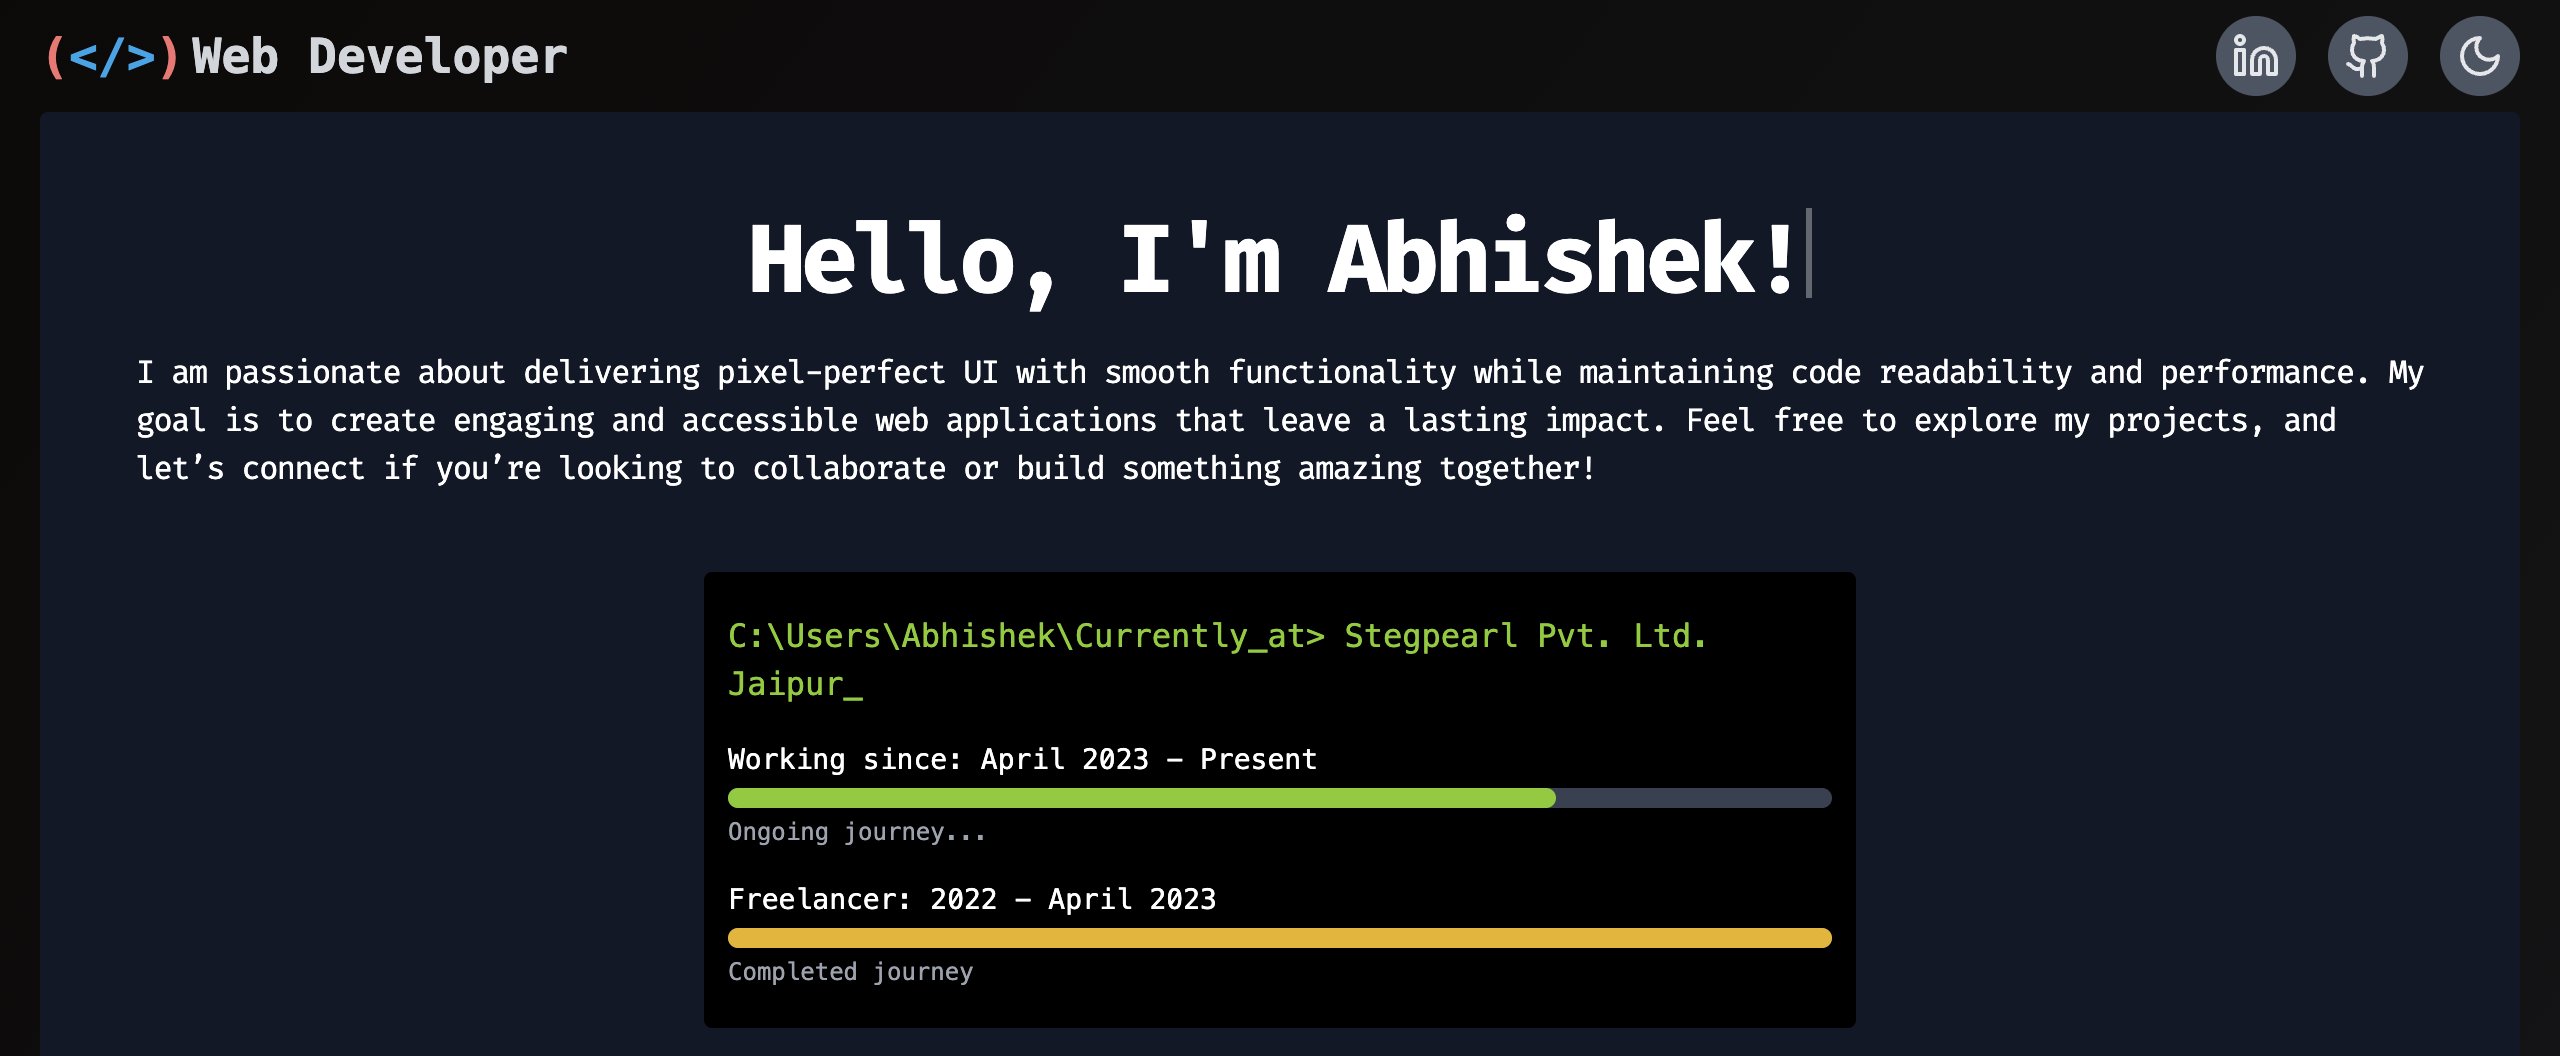 (</>) Web Developer
Hello, I'm Abhishek!
I am passionate about delivering pixel-perfect UI with smooth functionality while maintaining code readability and performance. My
goal is to create engaging and accessible web applications that leave a lasting impact. Feel free to explore my projects, and
let’s connect if you’re looking to collaborate or build something amazing together!
C:\Users\Abhishek\Currently_at> Stegpearl Pvt. Ltd.
Jaipur_
Working since: April 2023 – Present
Ongoing journey...
Freelancer: 2022 – April 2023
Completed journey